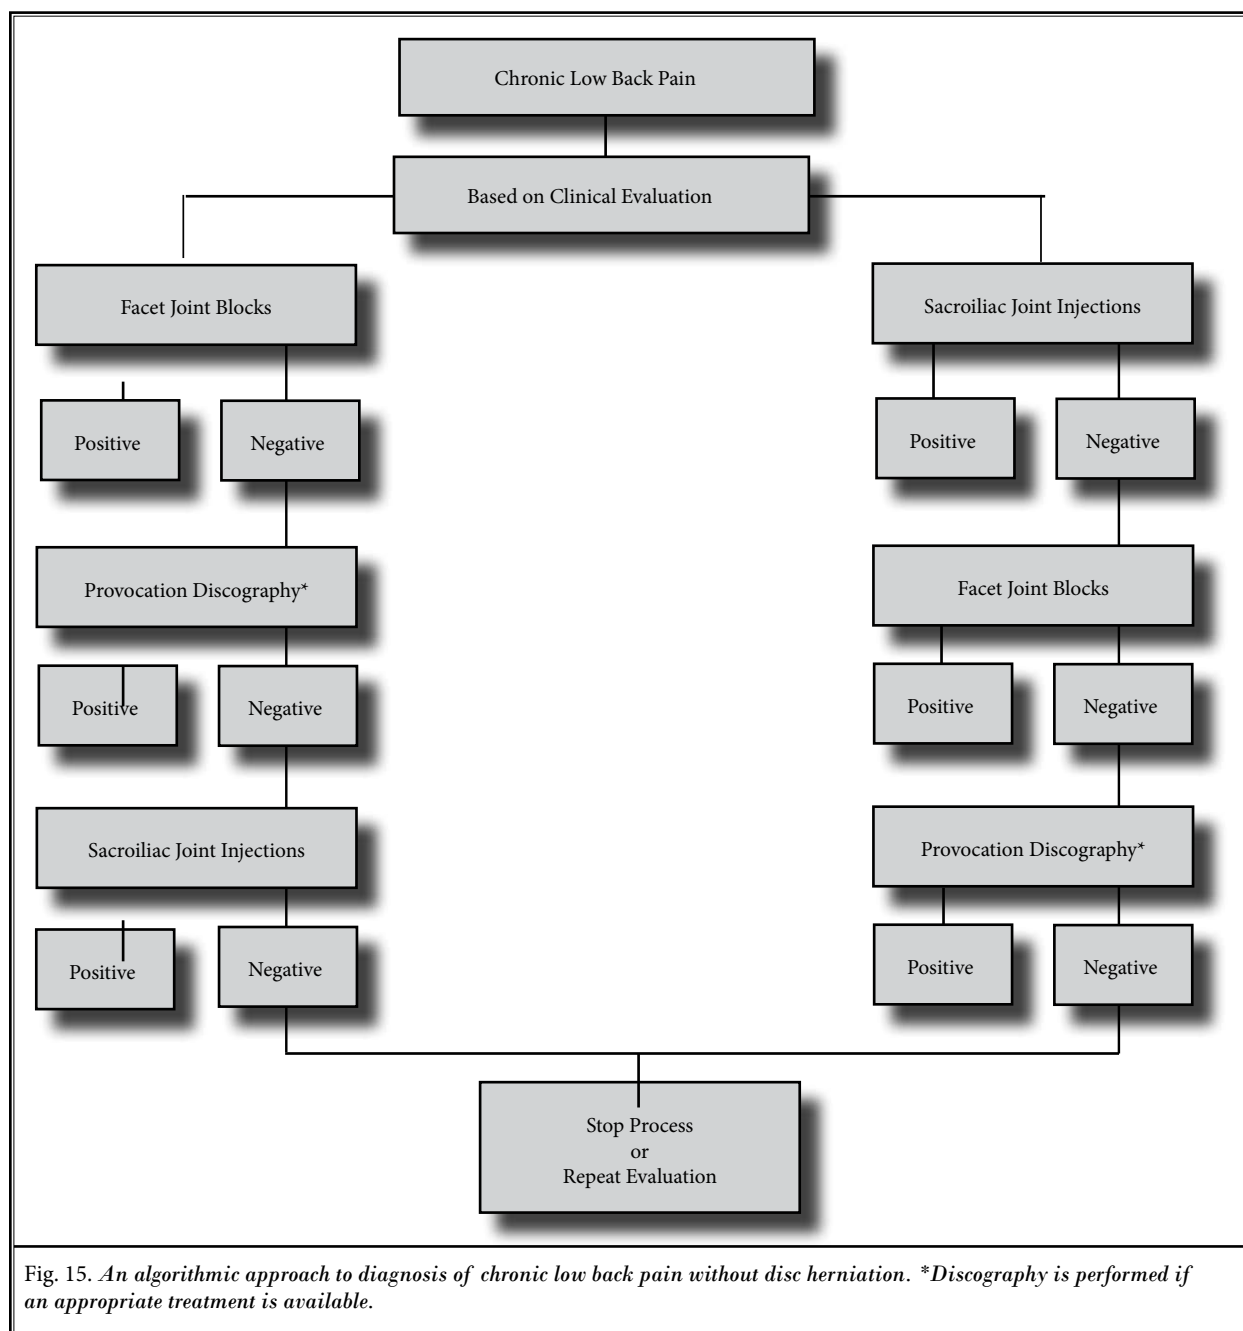 Chronic Low Back Pain
Based on Clinical Evaluation
Facet Joint Blocks
Sacroiliac Joint Injections
Positive
Negative
Positive
Negative
Provocation Discography*
Facet Joint Blocks
Positive
Negative
Positive
Negative
Sacroiliac Joint Injections
Provocation Discography*
Positive
Negative
Positive
Negative
Stop Process
or
Repeat Evaluation
Fig. 15. An algorithmic approach to diagnosis of chronic low back pain without disc herniation. *Discography is performed if
an appropriate treatment is available.